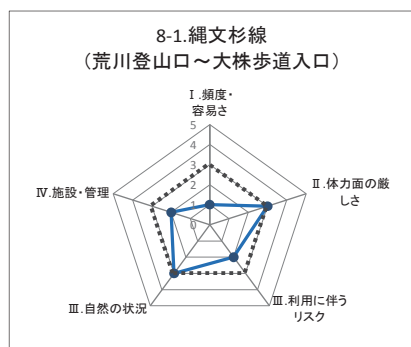 8-1.縄文杉線
（荒川登山口～大株歩道入口）
Ⅰ.頻度・
容易さ
5
4
3
2
1
0
Ⅱ.体力面の厳
しさ
Ⅲ.利用に伴う
リスク
Ⅲ.自然の状況
Ⅳ.施設・管理